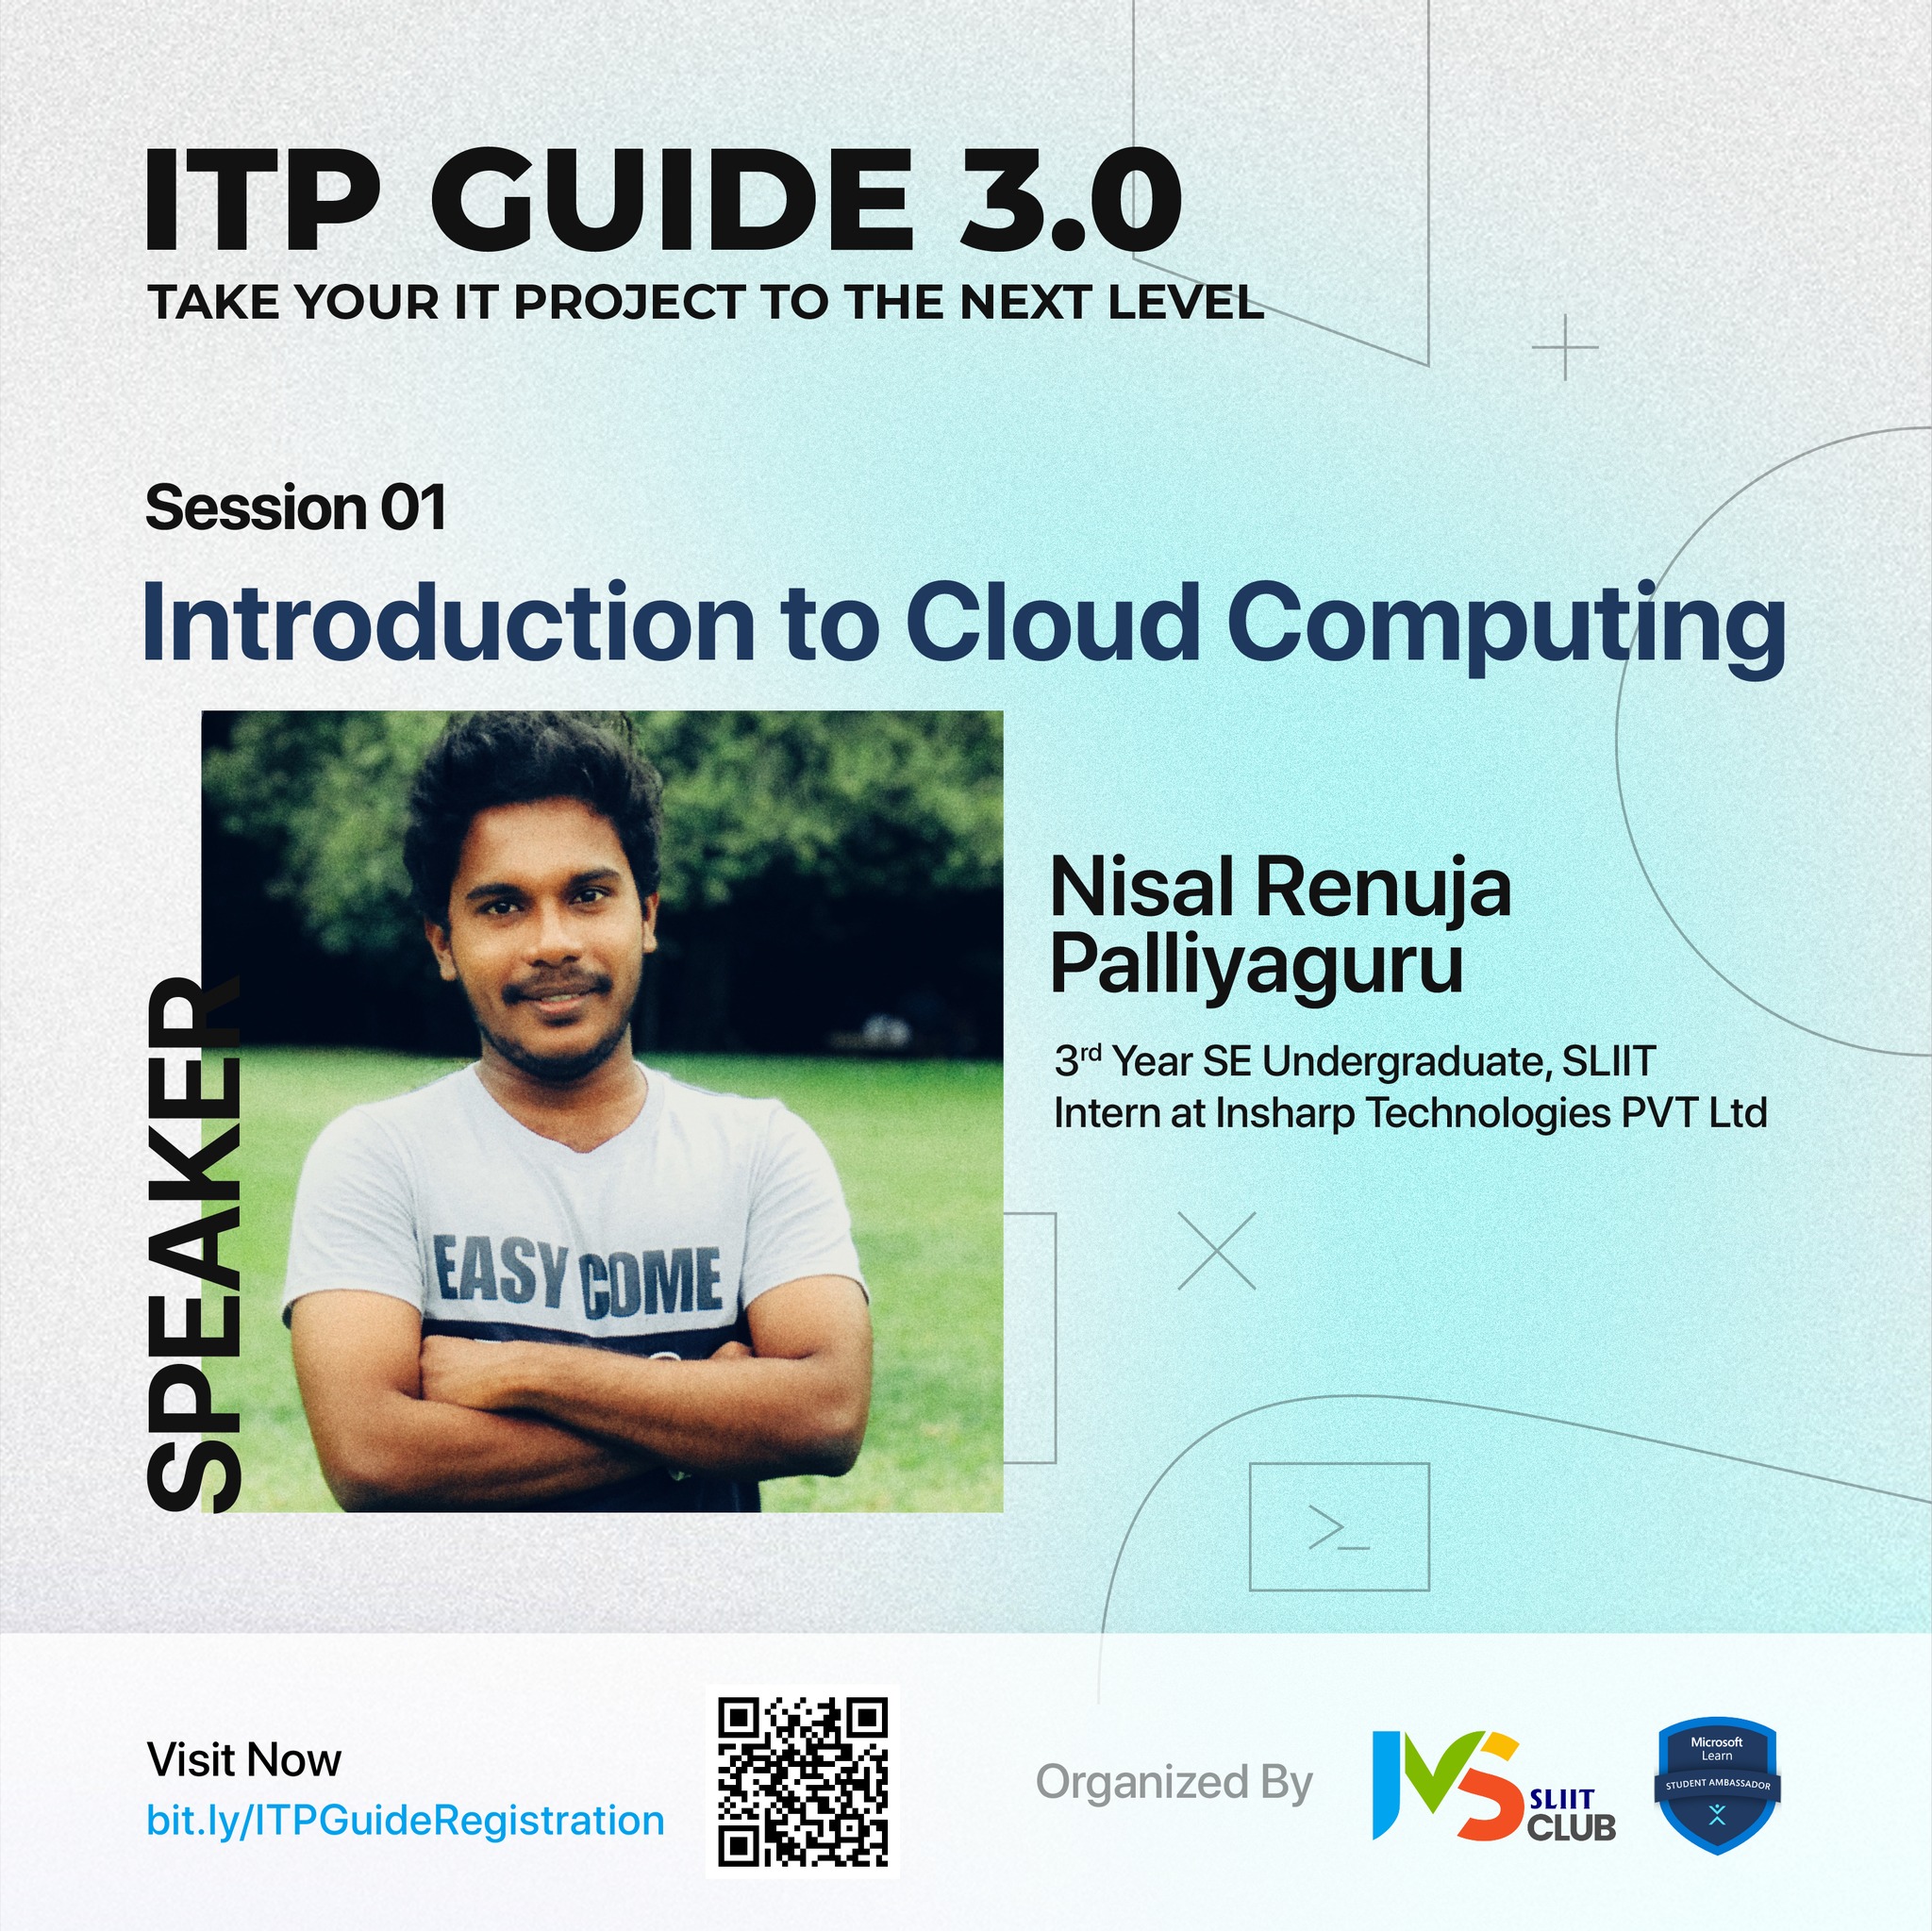 ITP GUIDE 3.0
TAKE YOUR IT PROJECT TO THE NEXT LEVEL
Session 01
Introduction to Cloud Computing
SPEAKER
EASY COME
Nisal Renuja
Palliyaguru
3rd Year SE Undergraduate, SLIIT
Intern at Insharp Technologies PVT Ltd
>_
Visit Now
bit.ly/ITPGuideRegistration
Organized By
MS
SLIIT
CLUB
Microsoft
Learn
STUDENT AMBASSADOR